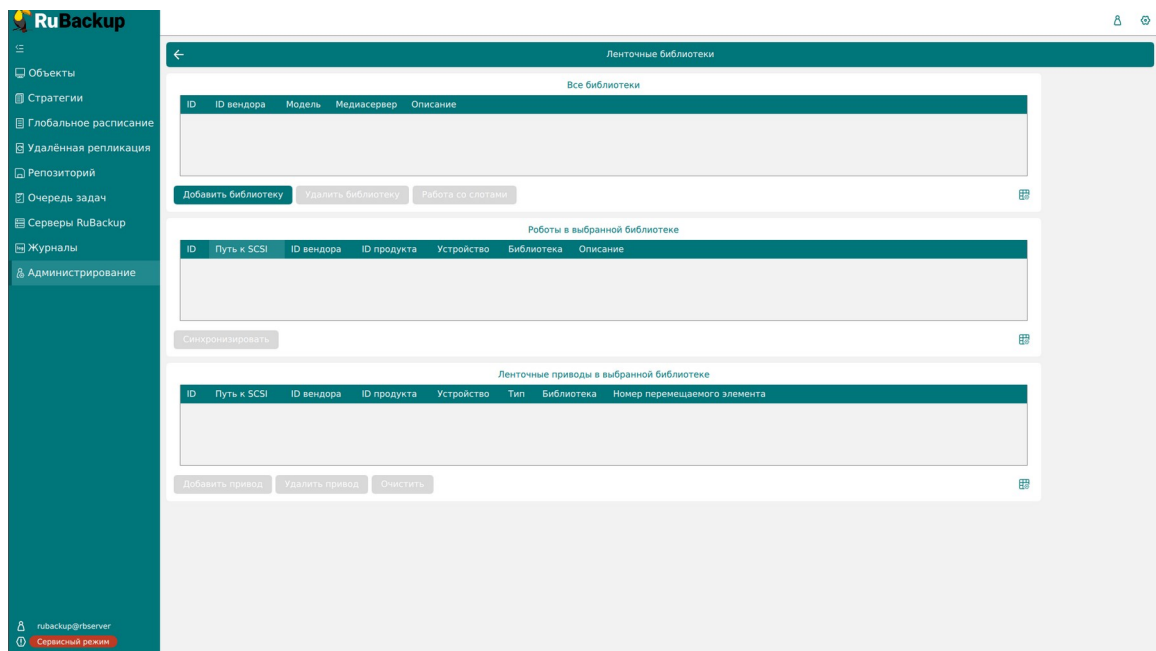 RuBackup
Ленточные библиотеки
Объекты
Стратегии
Глобальное расписание
Удалённая репликация
Репозиторий
Очередь задач
Серверы RuBackup
Журналы
Администрирование
Все библиотеки
ID ID вендора Модель Медиасервер Описание
Добавить библиотеку Удалить библиотеку Работа со слотами
Роботы в выбранной библиотеке
ID Путь к SCSI ID вендора ID продукта Устройство Библиотека Описание
Синхронизировать
Ленточные приводы в выбранной библиотеке
ID Путь к SCSI ID вендора ID продукта Устройство Тип Библиотека Номер перемещаемого элемента
Добавить привод Удалить привод Очистить
rubackup@rbserver
Сервисный режим